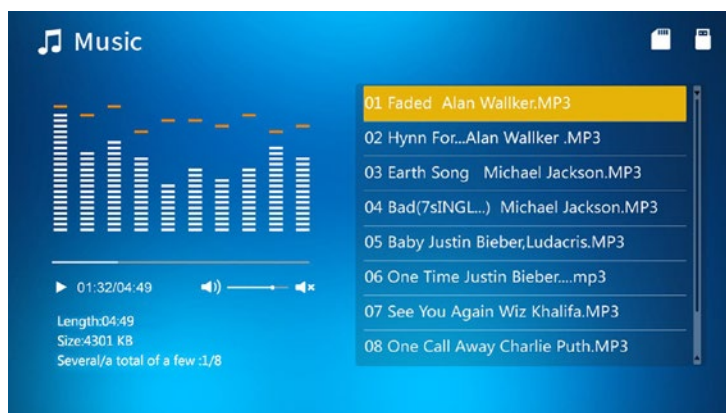 Music
01 Faded Alan Wallker.MP3
02 Hynn For...Alan Wallker .MP3
03 Earth Song Michael Jackson.MP3
04 Bad(7sINGL...) Michael Jackson.MP3
05 Baby Justin Bieber,Ludacris.MP3
06 One Time Justin Bieber....mp3
07 See You Again Wiz Khalifa.MP3
08 One Call Away Charlie Puth.MP3
01:32/04:49
Length:04:49
Size:4301 KB
Several/a total of a few :1/8